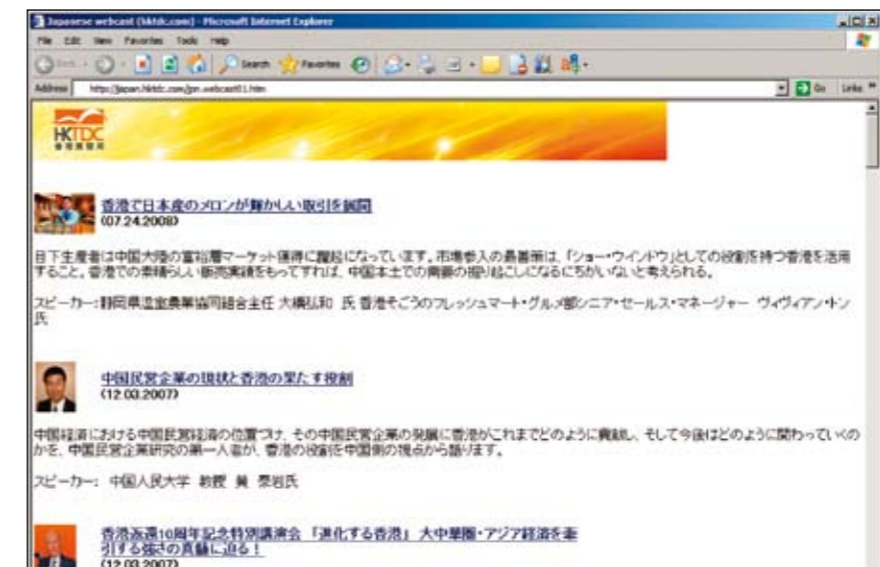 Japanese webcast (hktdc.com) - Microsoft Internet Explorer
File Edit View Favorites Tools Help
Search Favorites
Address http://japan.hktdc.com/jpn.webcast01.htm Go Links
HKTDC
香港貿發局
香港で日本産のメロンが輝かしい取引を展開
(07.24.2008)
目下生産者は中国大陸の富裕層マーケット獲得に躍起になっています。市場参入の最善策は、「ショー・ウインドウ」としての役割を持つ香港を活用
すること。香港での素晴らしい販売実績をもってすれば、中国本土での需要の掘り起こしになるにちがいないと考えられる。
スピーカー：静岡県温室農業協同組合主任 大橋弘和 氏 香港そごうのフレッシュマート・グルメ部シニア・セールス・マネージャー ヴィヴィアン・トン
氏
中国民営企業の現状と香港の果たす役割
(12.03.2007)
中国経済における中国民営経済の位置づけ、その中国民営企業の発展に香港がこれまでどのように貢献し、そして今後はどのように関わっていくの
かを、中国民営企業研究の第一人者が、香港の役割を中国側の視点から語ります。
スピーカー： 中国人民大学 教授 黄 泰岩氏
香港返還10周年記念特別講演会 「進化する香港」 大中華圏・アジア経済を牽
引する強さの真髄に迫る！
(12.03.2007)